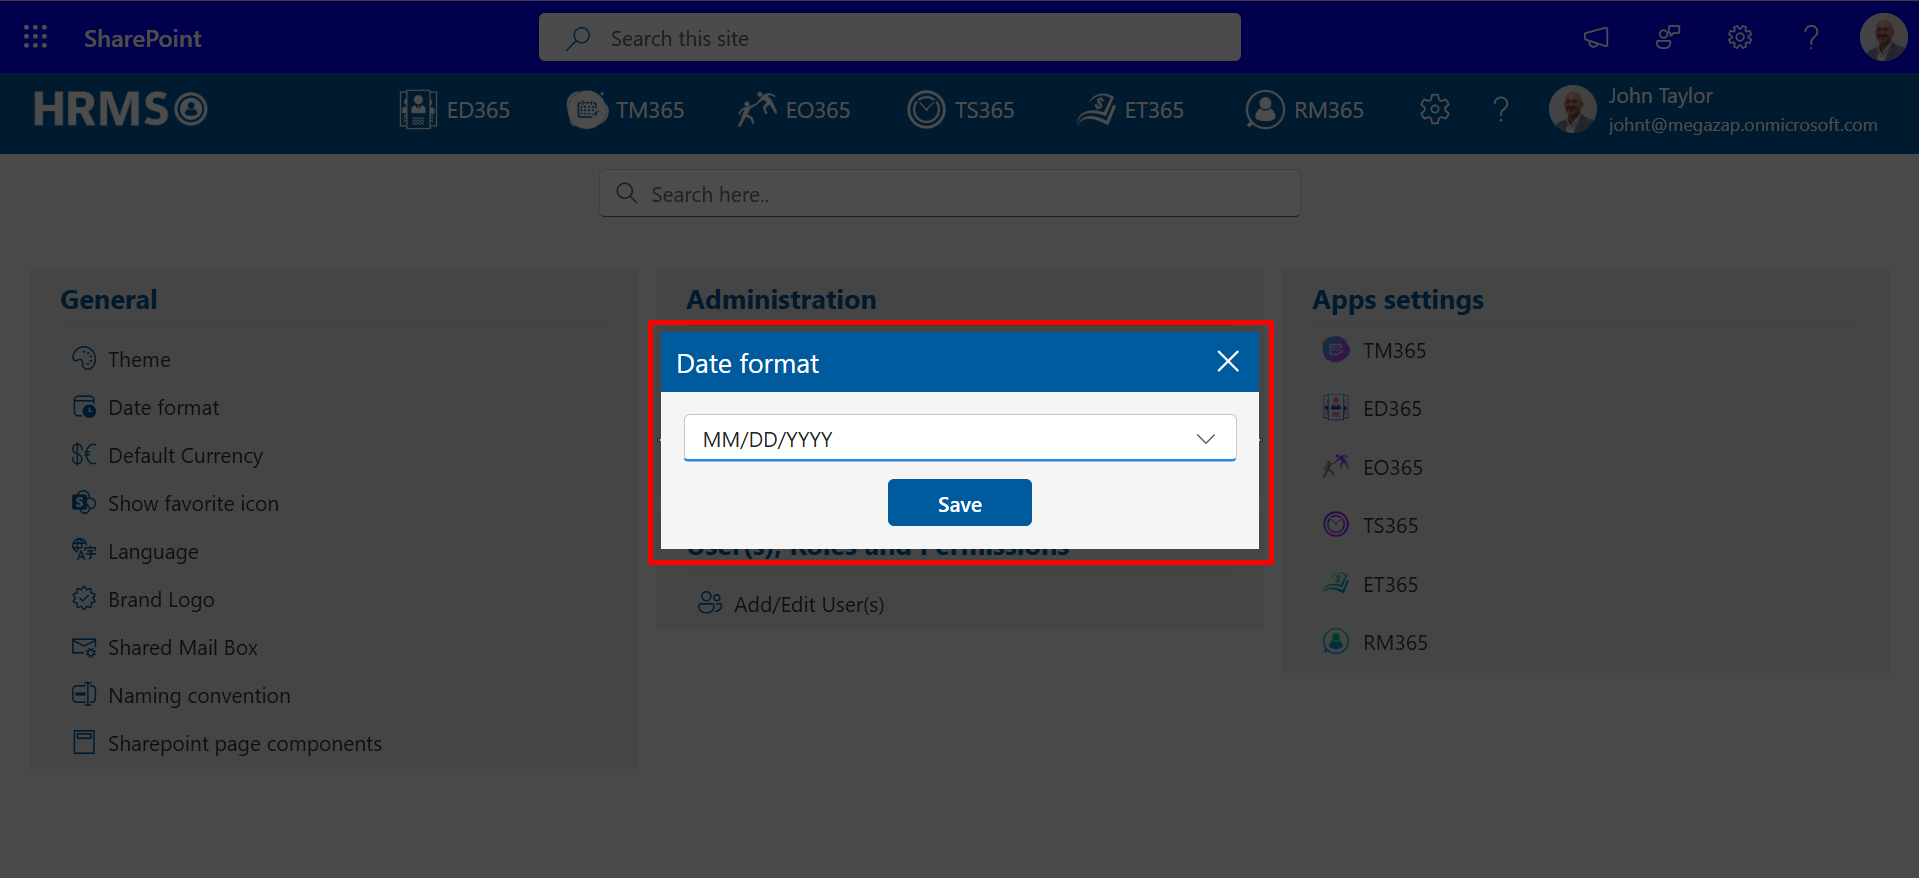 SharePoint
Search this site
HRMS
ED365
TM365
EO365
TS365
ET365
RM365
?
John Taylor
johnt@megazap.onmicrosoft.com
Search here..
General
Theme
Date format
Default Currency
Show favorite icon
Language
Brand Logo
Shared Mail Box
Naming convention
Sharepoint page components
Administration
Date format
MM/DD/YYYY
Save
User(s), Roles and Permissions
Add/Edit User(s)
Apps settings
TM365
ED365
EO365
TS365
ET365
RM365